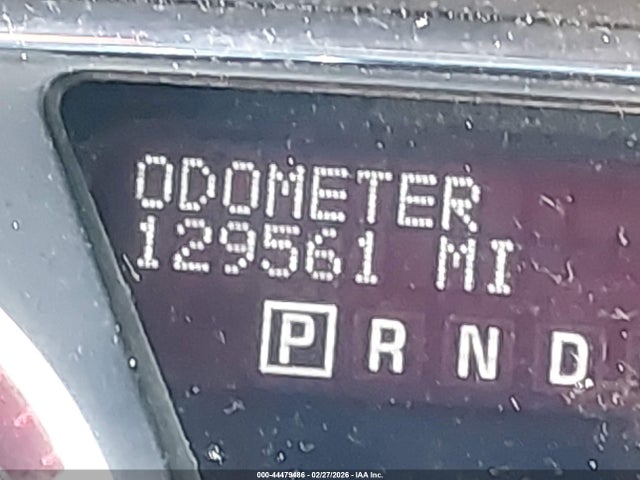 ODOMETER
129561 MI
P R N D
000-44479486 - 02/27/2026 - IAA Inc.